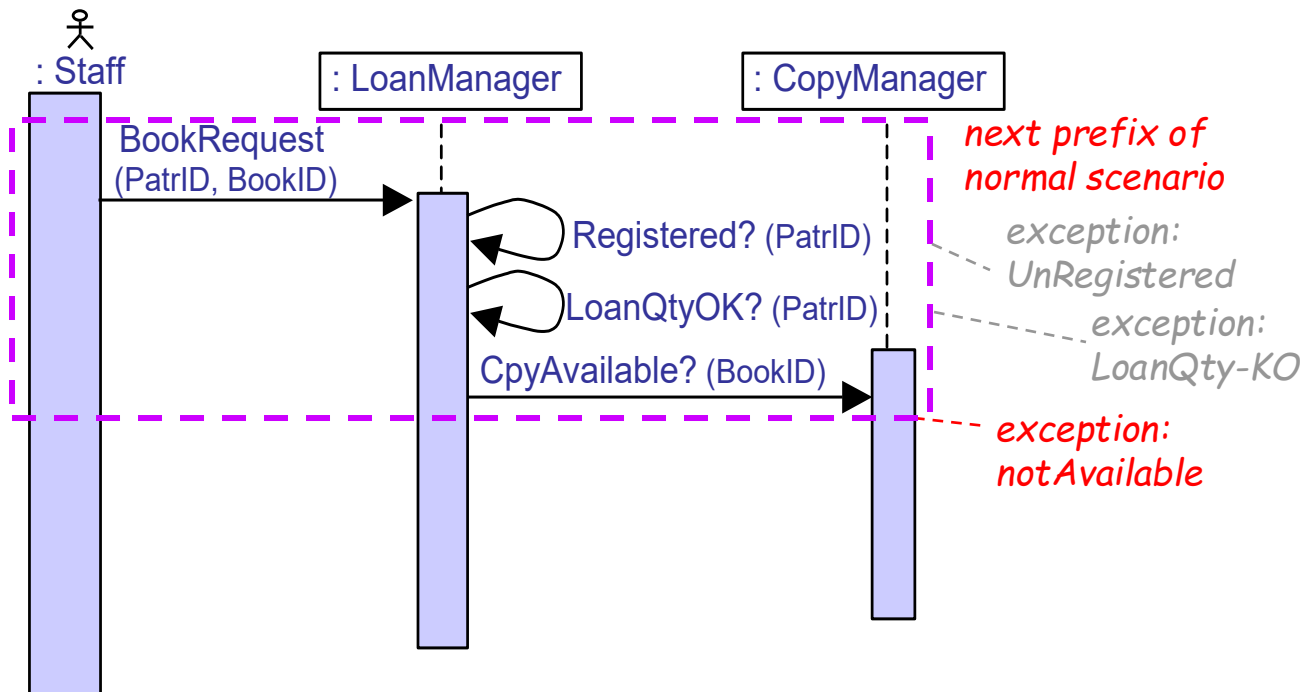 : Staff
: LoanManager
: CopyManager
BookRequest
(PatrID, BookID)
next prefix of
normal scenario
Registered? (PatrID)
exception:
UnRegistered
LoanQtyOK? (PatrID)
exception:
LoanQty-KO
CpyAvailable? (BookID)
exception:
notAvailable